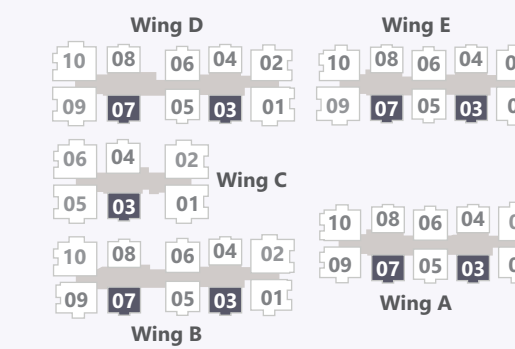 Wing D
10 08 06 04 02
09 07 05 03 01
Wing E
10 08 06 04
09 07 05 03
06 04 02
05 03 01
Wing C
10 08 06 04 02
09 07 05 03 01
Wing B
10 08 06 04
09 07 05 03
Wing A